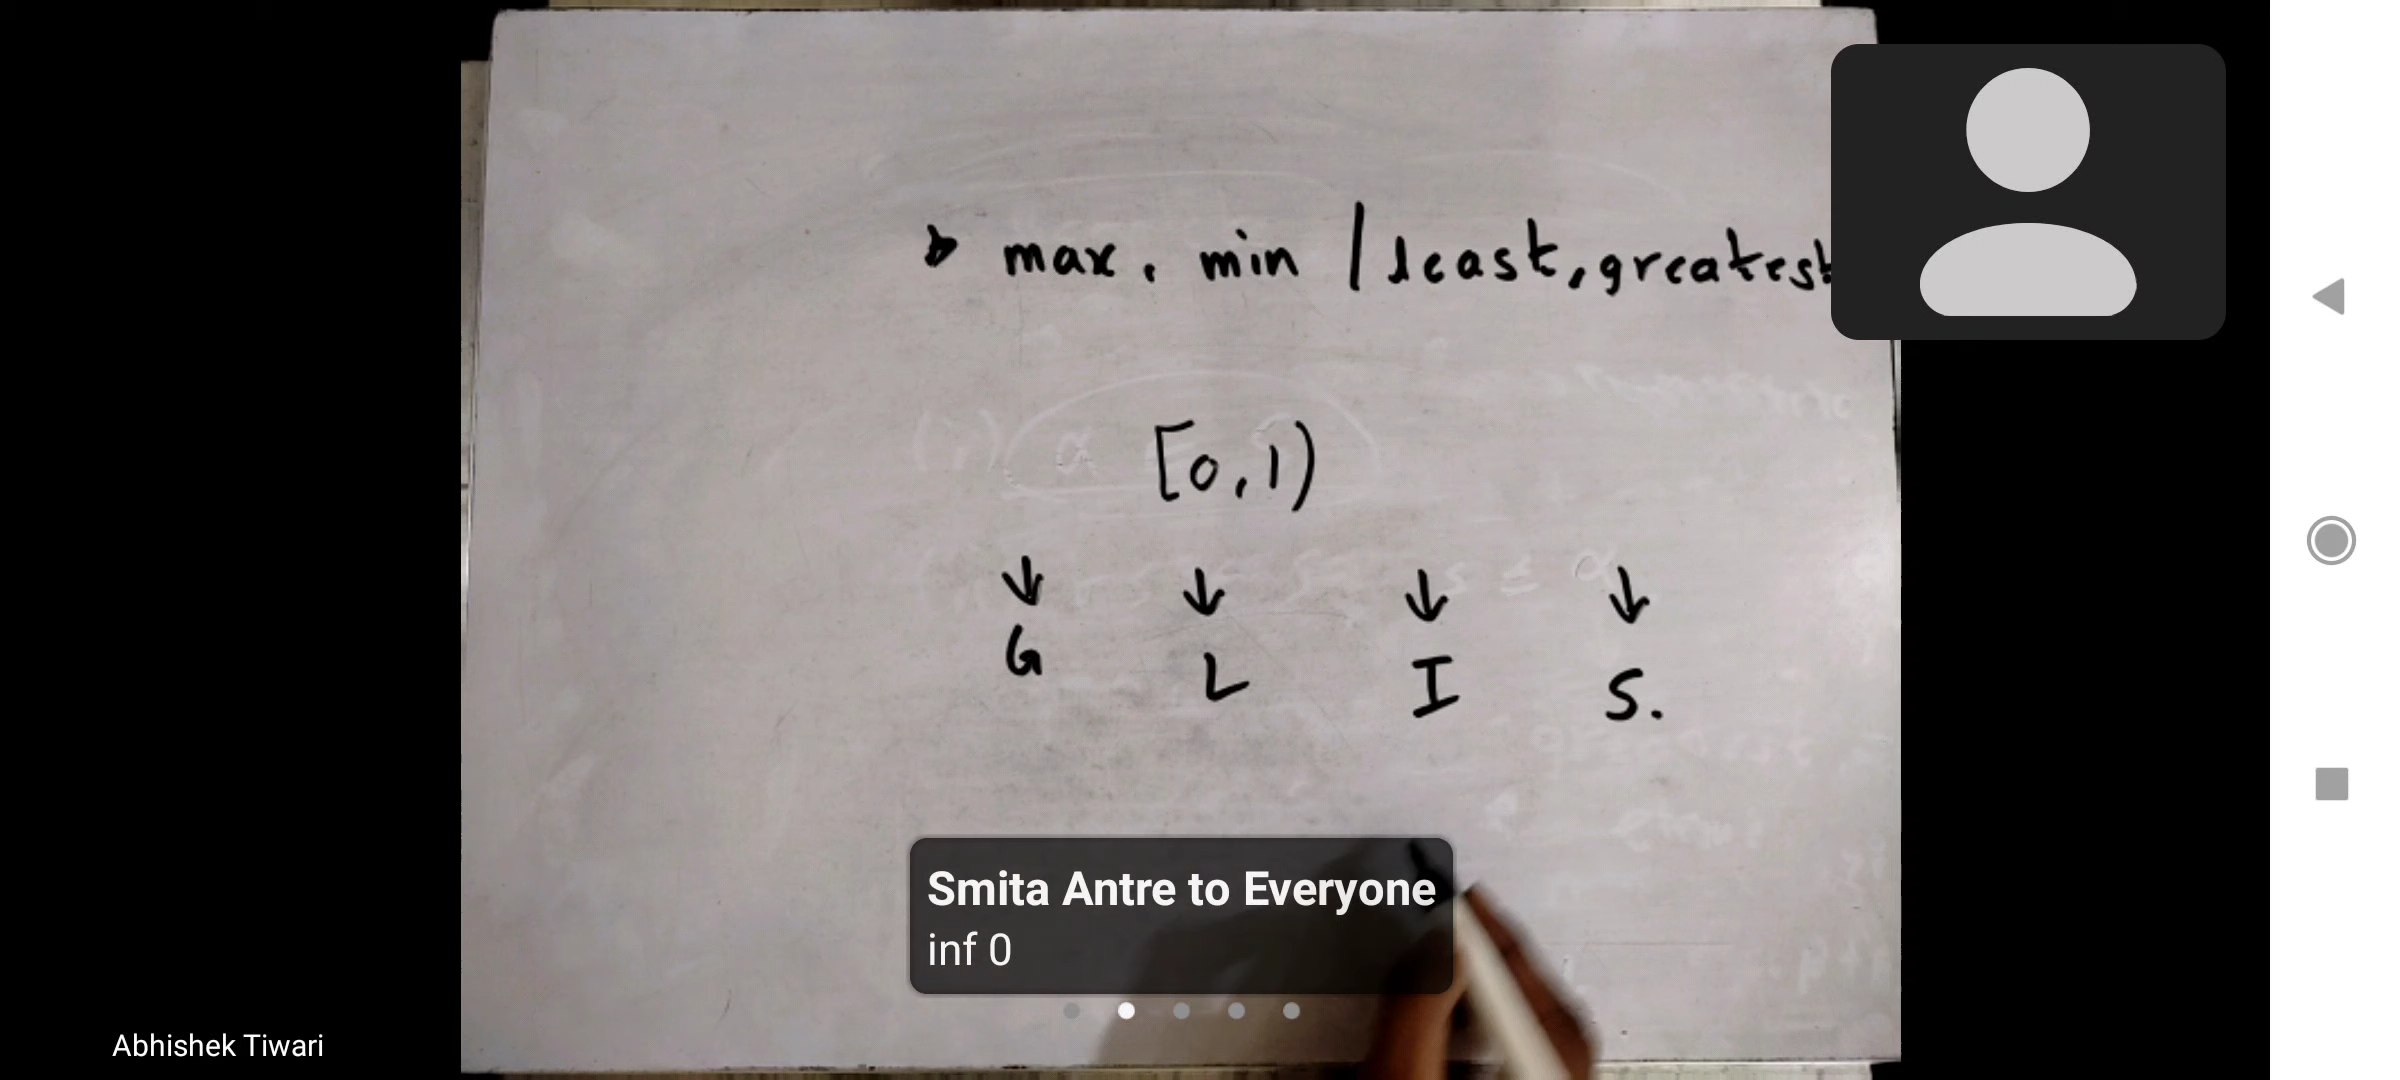 max. min / least, greatest
[0, 1)
↓ ↓ ↓ ↓
G L I S.
Smita Antre to Everyone
inf 0
Abhishek Tiwari